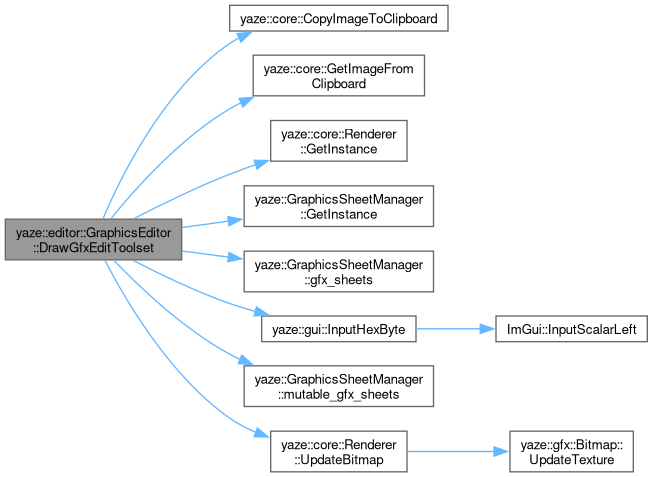 yaze::core::CopyImageToClipboard
yaze::core::GetImageFrom
Clipboard
yaze::core::Renderer
::GetInstance
yaze::GraphicsSheetManager
::GetInstance
yaze::editor::GraphicsEditor
::DrawGfxEditToolset
yaze::GraphicsSheetManager
::gfx_sheets
yaze::gui::InputHexByte
ImGui::InputScalarLeft
yaze::GraphicsSheetManager
::mutable_gfx_sheets
yaze::core::Renderer
::UpdateBitmap
yaze::gfx::Bitmap::
UpdateTexture